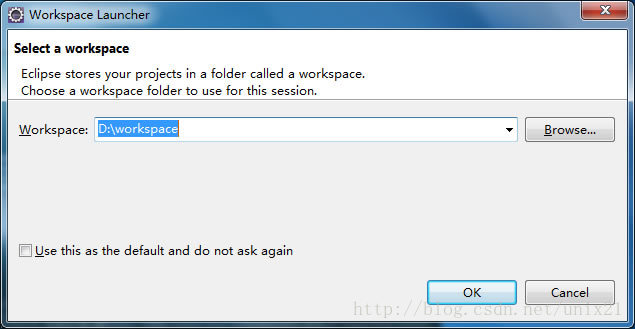 Workspace Launcher
Select a workspace
Eclipse stores your projects in a folder called a workspace.
Choose a workspace folder to use for this session.
Workspace: D:\workspace Browse...
Use this as the default and do not ask again
OK Cancel
http://blog.csdn.net/unix21